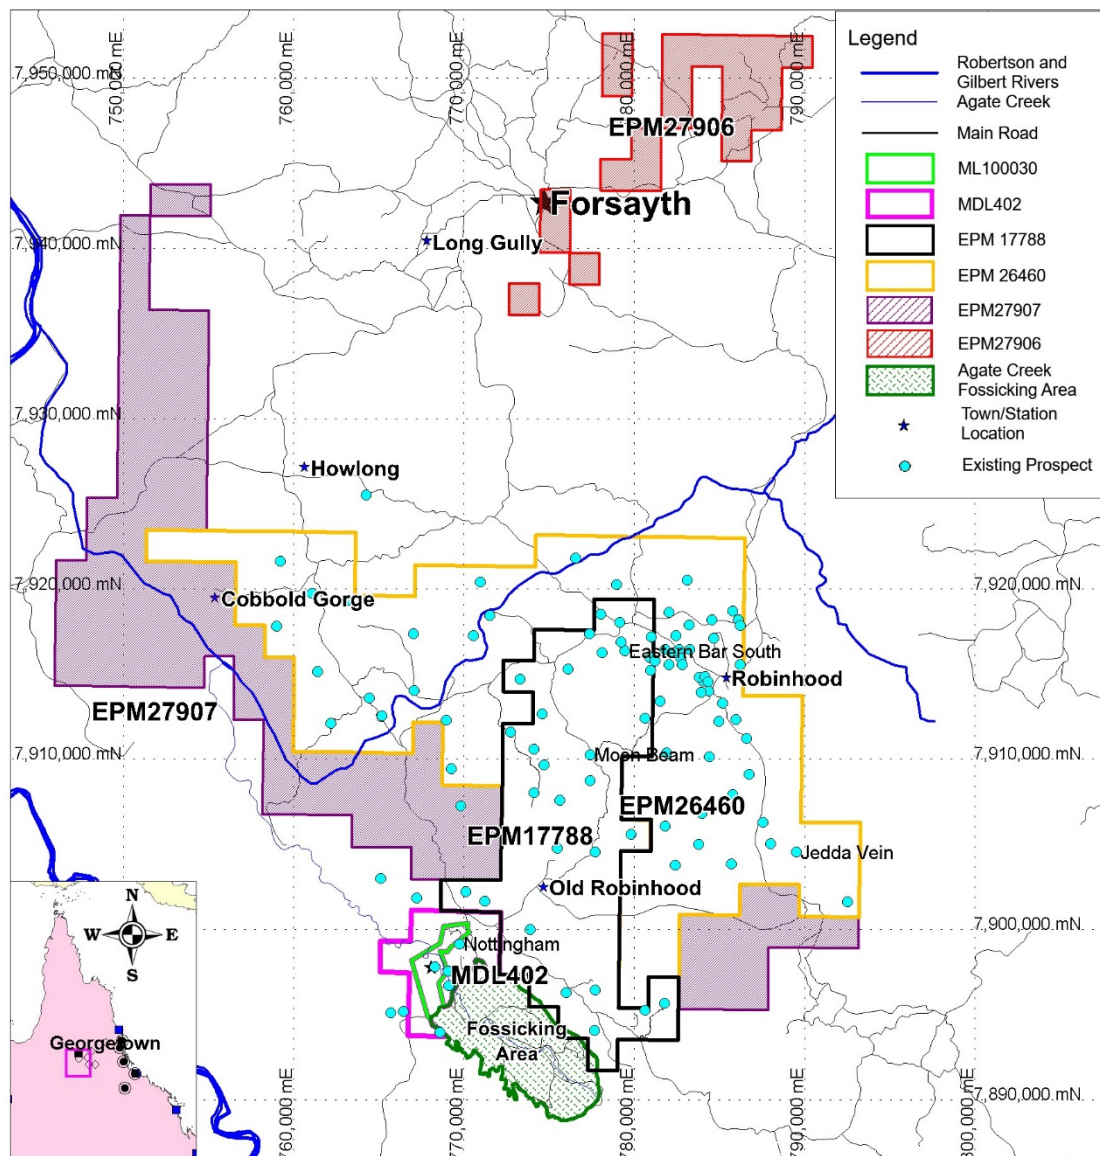 750,000 mE
760,000 mE
770,000 mE
780,000 mE
790,000 mE
Legend
Robertson and
Gilbert Rivers
Agate Creek
Main Road
ML100030
MDL402
EPM 17788
EPM 26460
EPM27907
EPM27906
Agate Creek
Fossicking Area
Town/Station
Location
Existing Prospect
7,950,000 mN
EPM27906
Forsayth
7,940,000 mN
Long Gully
7,930,000 mN
7,930,000 mN
Howlong
7,920,000 mN
7,920,000 mN
Cobbold Gorge
Eastern Bar South
Robinhood
EPM27907
7,910,000 mN
7,910,000 mN
Moon Beam
EPM26460
EPM17788
Jedda Vein
Old Robinhood
7,900,000 mN
N
W E
S
Nottingham
MDL402
Fossicking
Area
Georgetown
7,890,000 mN
760,000 mE
770,000 mE
780,000 mE
790,000 mE
800,000 mE